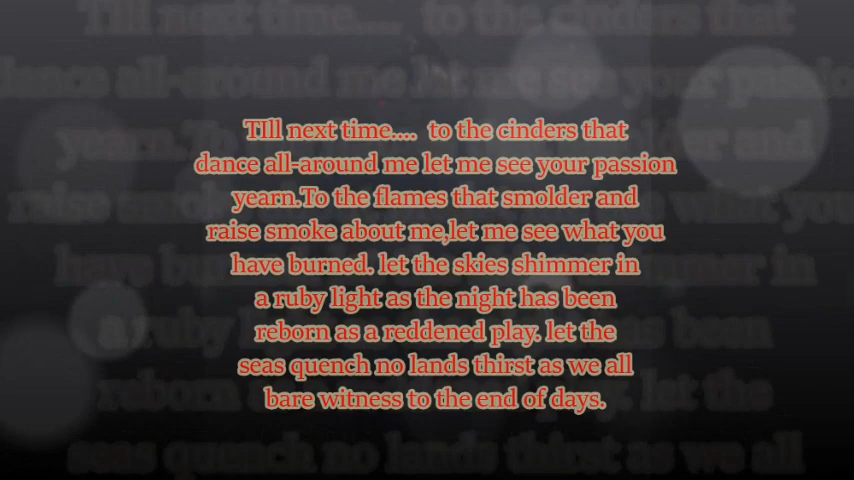 TIll next time.... to the cinders that
dance all-around me let me see your passion
yearn.To the flames that smolder and
raise smoke about me,let me see what you
have burned. let the skies shimmer in
a ruby light as the night has been
reborn as a reddened play. let the
seas quench no lands thirst as we all
bare witness to the end of days.